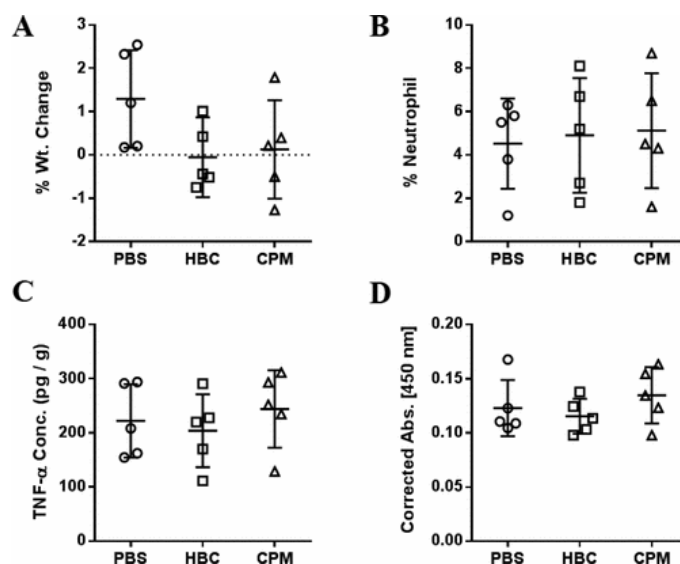 A
% Wt. Change
3
2
1
0
-1
-2
PBS HBC CPM
B
% Neutrophil
10
8
6
4
2
0
PBS HBC CPM
C
TNF-α Conc. (pg / g)
400
300
200
100
0
PBS HBC CPM
D
Corrected Abs. [450 nm]
0.20
0.15
0.10
0.05
0.00
PBS HBC CPM